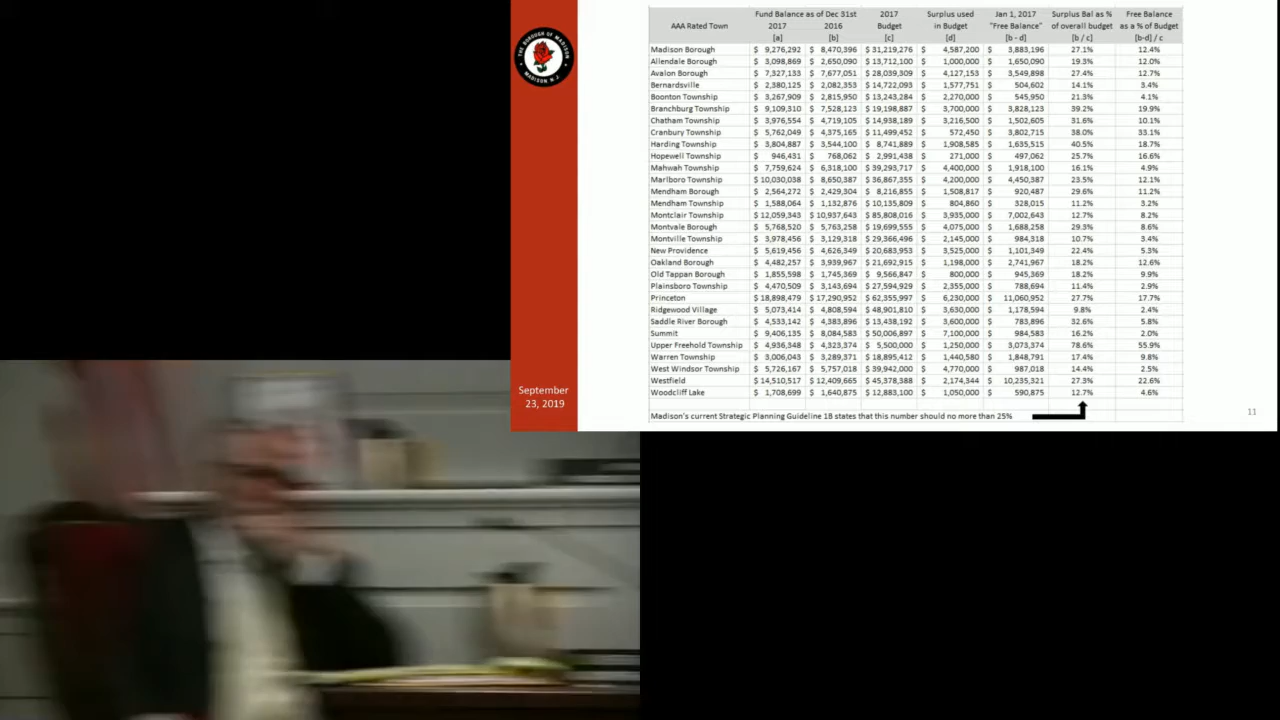 THE BOROUGH OF MADISON
MADISON N.J.
September
23, 2019
Fund Balance as of Dec 31st 2017 Surplus used Jan 1, 2017 Surplus Bal as % Free Balance
AAA Rated Town 2017 2016 Budget in Budget "Free Balance" of overall budget as a % of Budget
[a] [b] [c] [d] [b - d] [b / c] [b-d] / c
Madison Borough $ 9,276,292 $ 8,470,396 $ 31,219,276 $ 4,587,200 $ 3,883,196 27.1% 12.4%
Allendale Borough $ 3,098,869 $ 2,650,090 $ 13,712,100 $ 1,000,000 $ 1,650,090 19.3% 12.0%
Avalon Borough $ 7,327,133 $ 7,677,051 $ 28,039,309 $ 4,127,153 $ 3,549,898 27.4% 12.7%
Bernardsville $ 2,380,125 $ 2,082,353 $ 14,722,093 $ 1,577,751 $ 504,602 14.1% 3.4%
Boonton Township $ 3,267,909 $ 2,815,950 $ 13,243,284 $ 2,270,000 $ 545,950 21.3% 4.1%
Branchburg Township $ 9,109,310 $ 7,528,123 $ 19,198,887 $ 3,700,000 $ 3,828,123 39.2% 19.9%
Chatham Township $ 3,976,554 $ 4,719,105 $ 14,938,189 $ 3,216,500 $ 1,502,605 31.6% 10.1%
Cranbury Township $ 5,762,049 $ 4,375,165 $ 11,499,452 $ 572,450 $ 3,802,715 38.0% 33.1%
Harding Township $ 3,804,887 $ 3,544,100 $ 8,741,889 $ 1,908,585 $ 1,635,515 40.5% 18.7%
Hopewell Township $ 946,431 $ 768,062 $ 2,991,438 $ 271,000 $ 497,062 25.7% 16.6%
Mahwah Township $ 7,759,624 $ 6,318,100 $ 39,293,717 $ 4,400,000 $ 1,918,100 16.1% 4.9%
Marlboro Township $ 10,030,038 $ 8,650,387 $ 36,867,355 $ 4,200,000 $ 4,450,387 23.5% 12.1%
Mendham Borough $ 2,564,272 $ 2,429,304 $ 8,216,855 $ 1,508,817 $ 920,487 29.6% 11.2%
Mendham Township $ 1,588,064 $ 1,132,876 $ 10,135,809 $ 804,860 $ 328,015 11.2% 3.2%
Montclair Township $ 12,059,343 $ 10,937,643 $ 85,808,016 $ 3,935,000 $ 7,002,643 12.7% 8.2%
Montvale Borough $ 5,768,520 $ 5,763,258 $ 19,699,555 $ 4,075,000 $ 1,688,258 29.3% 8.6%
Montville Township $ 3,978,456 $ 3,129,318 $ 29,366,496 $ 2,145,000 $ 984,318 10.7% 3.4%
New Providence $ 5,619,456 $ 4,626,349 $ 20,683,953 $ 3,525,000 $ 1,101,349 22.4% 5.3%
Oakland Borough $ 4,482,257 $ 3,939,967 $ 21,692,915 $ 1,198,000 $ 2,741,967 18.2% 12.6%
Old Tappan Borough $ 1,855,598 $ 1,745,369 $ 9,566,847 $ 800,000 $ 945,369 18.2% 9.9%
Plainsboro Township $ 4,470,509 $ 3,143,694 $ 27,594,929 $ 2,355,000 $ 788,694 11.4% 2.9%
Princeton $ 18,898,479 $ 17,290,952 $ 62,355,997 $ 6,230,000 $ 11,060,952 27.7% 17.7%
Ridgewood Village $ 5,073,414 $ 4,808,594 $ 48,901,810 $ 3,630,000 $ 1,178,594 9.8% 2.4%
Saddle River Borough $ 4,533,142 $ 4,383,896 $ 13,438,192 $ 3,600,000 $ 783,896 32.6% 5.8%
Summit $ 9,406,135 $ 8,084,583 $ 50,006,897 $ 7,100,000 $ 984,583 16.2% 2.0%
Upper Freehold Township $ 4,936,348 $ 4,323,374 $ 5,500,000 $ 1,250,000 $ 3,073,374 78.6% 55.9%
Warren Township $ 3,006,043 $ 3,289,371 $ 18,895,412 $ 1,440,580 $ 1,848,791 17.4% 9.8%
West Windsor Township $ 5,726,167 $ 5,757,018 $ 39,942,000 $ 4,770,000 $ 987,018 14.4% 2.5%
Westfield $ 14,510,517 $ 12,409,665 $ 45,378,388 $ 2,174,344 $ 10,235,321 27.3% 22.6%
Woodcliff Lake $ 1,708,699 $ 1,640,875 $ 12,883,100 $ 1,050,000 $ 590,875 12.7% 4.6%
Madison's current Strategic Planning Guideline 1B states that this number should no more than 25%
11